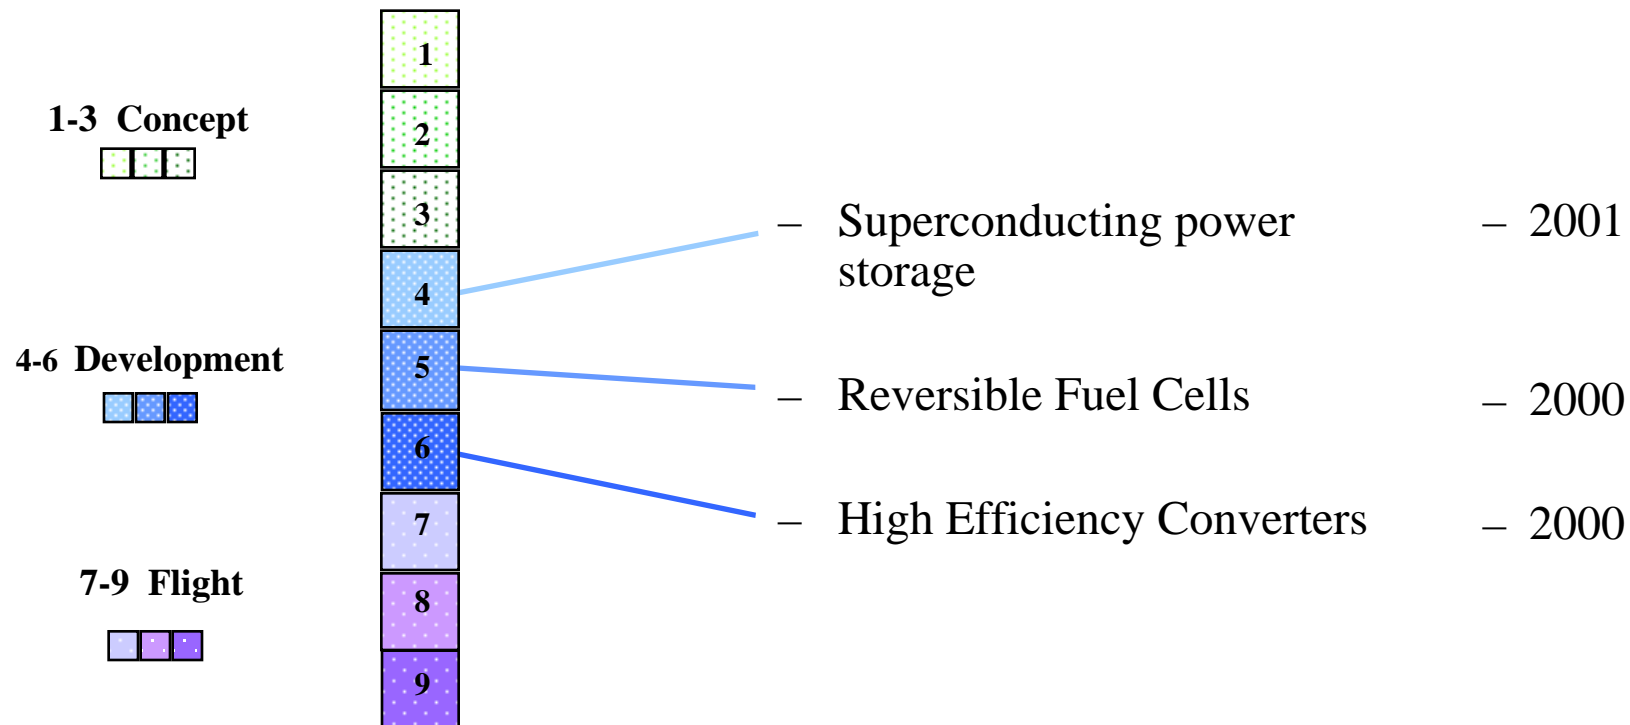 1
1-3 Concept
2
3
– Superconducting power – 2001
storage
4
4-6 Development
5
– Reversible Fuel Cells – 2000
6
– High Efficiency Converters – 2000
7
7-9 Flight
8
9